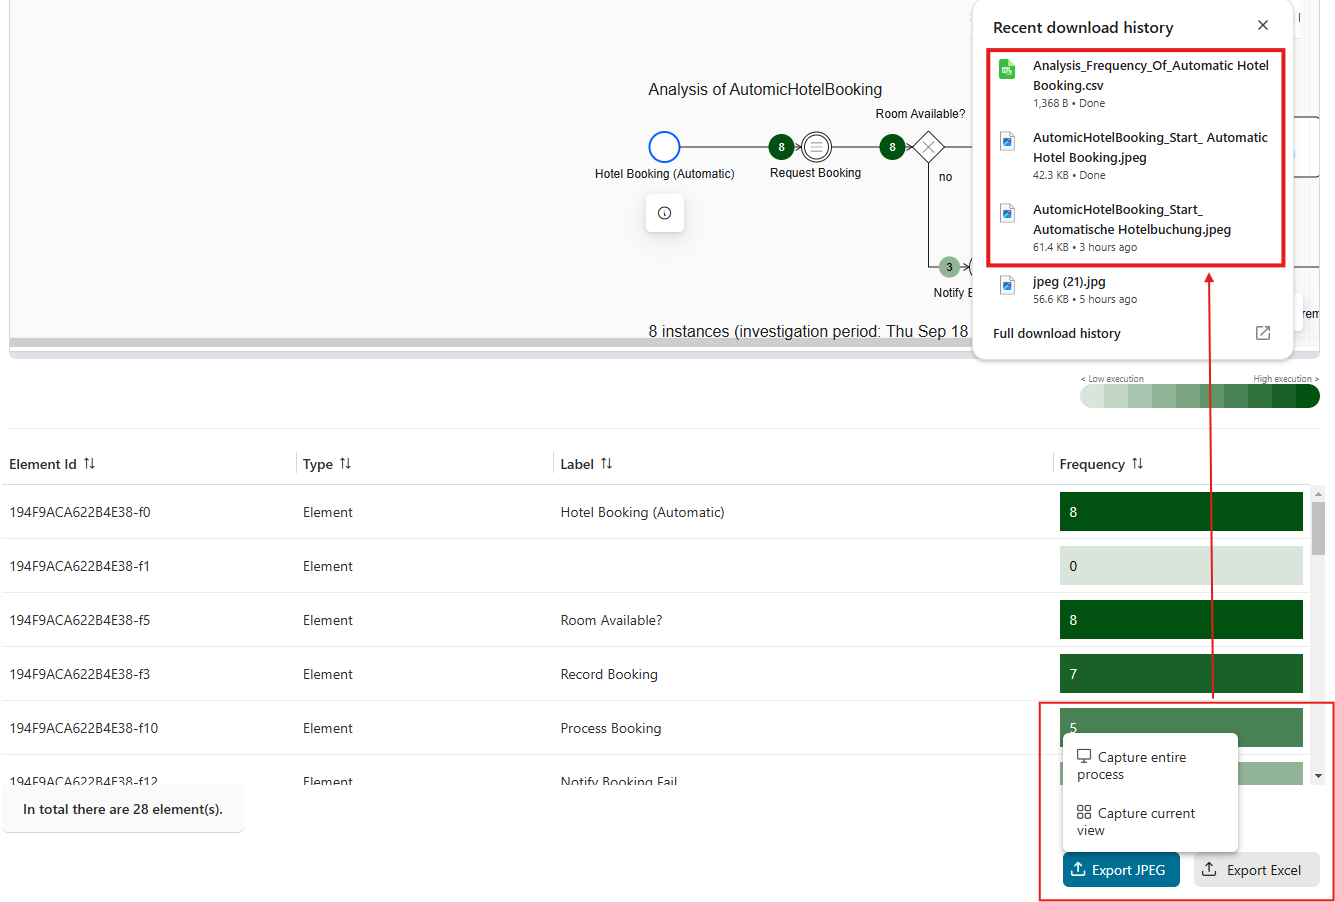 Recent download history
Analysis_Frequency_Of_Automatic Hotel
Booking.csv
1,368 B • Done
AutomicHotelBooking_Start_ Automatic
Hotel Booking.jpeg
42.3 KB • Done
AutomicHotelBooking_Start_
Automatische Hotelbuchung.jpeg
61.4 KB • 3 hours ago
jpeg (21).jpg
56.6 KB • 5 hours ago
Full download history
Analysis of AutomicHotelBooking
Room Available?
8
8
Hotel Booking (Automatic)
Request Booking
no
3
Notify
8 instances (investigation period: Thu Sep 18
< Low execution
High execution >
Element Id
Type
Label
Frequency
194F9ACA622B4E38-f0
Element
Hotel Booking (Automatic)
8
194F9ACA622B4E38-f1
Element
0
194F9ACA622B4E38-f5
Element
Room Available?
8
194F9ACA622B4E38-f3
Element
Record Booking
7
194F9ACA622B4E38-f10
Element
Process Booking
5
194F9ACA622B4E38-f12
Element
Notify Booking Fail
In total there are 28 element(s).
Capture entire
process
Capture current
view
Export JPEG
Export Excel